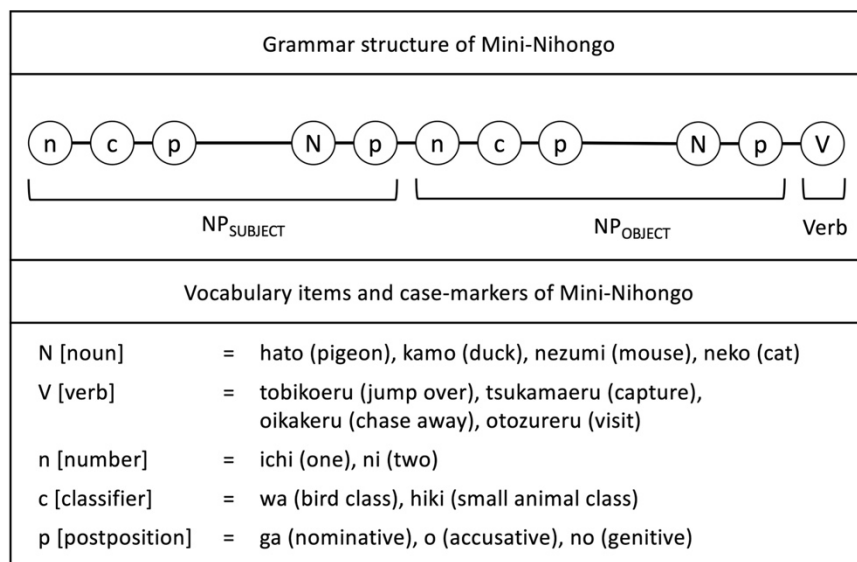 Grammar structure of Mini-Nihongo
n c p N p n c p N p V
NPSUBJECT NPOBJECT Verb
Vocabulary items and case-markers of Mini-Nihongo
N [noun] = hato (pigeon), kamo (duck), nezumi (mouse), neko (cat)
V [verb] = tobikoeru (jump over), tsukamaeru (capture),
oikakeru (chase away), otozureru (visit)
n [number] = ichi (one), ni (two)
c [classifier] = wa (bird class), hiki (small animal class)
p [postposition] = ga (nominative), o (accusative), no (genitive)